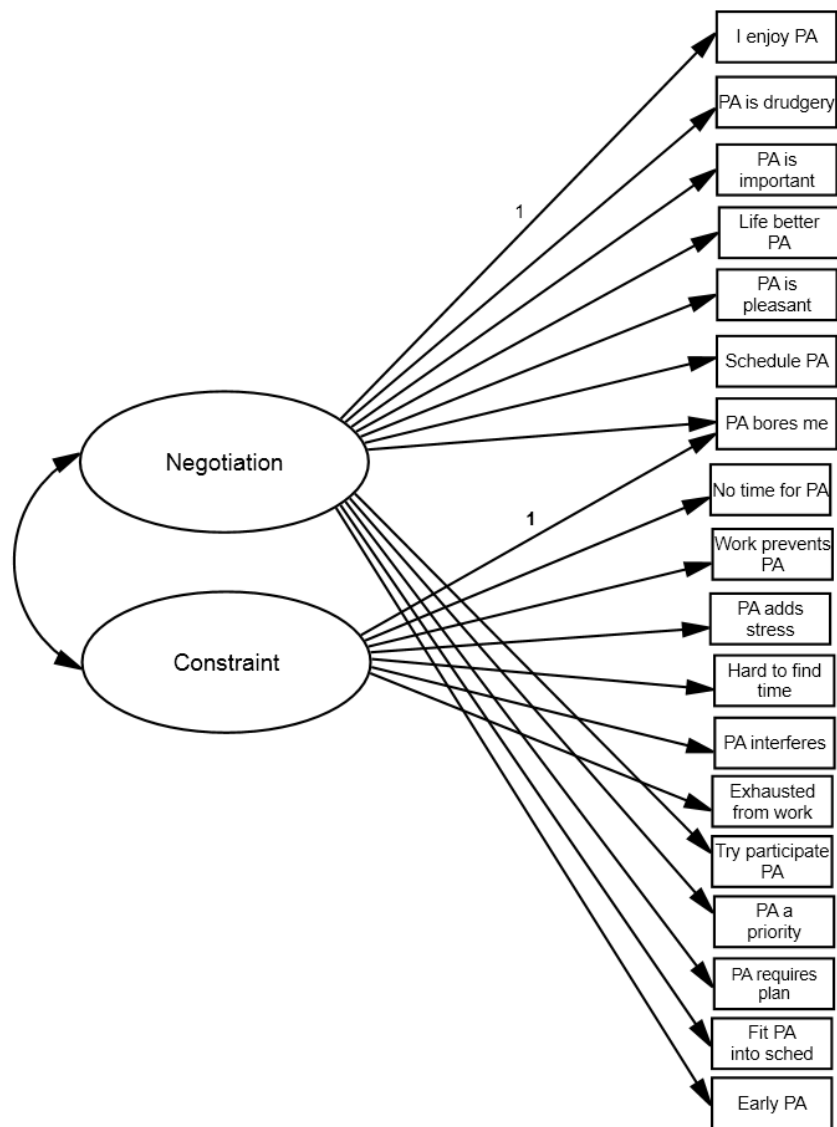 I enjoy PA
PA is drudgery
PA is
important
1
Life better
PA
PA is
pleasant
Schedule PA
PA bores me
Negotiation
No time for PA
1
Work prevents
PA
PA adds
stress
Constraint
Hard to find
time
PA interferes
Exhausted
from work
Try participate
PA
PA a
priority
PA requires
plan
Fit PA
into sched
Early PA